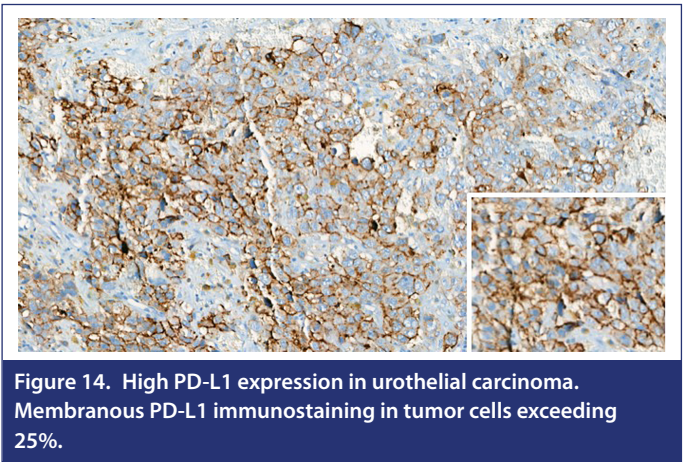 Figure 14. High PD-L1 expression in urothelial carcinoma.
Membranous PD-L1 immunostaining in tumor cells exceeding
25%.